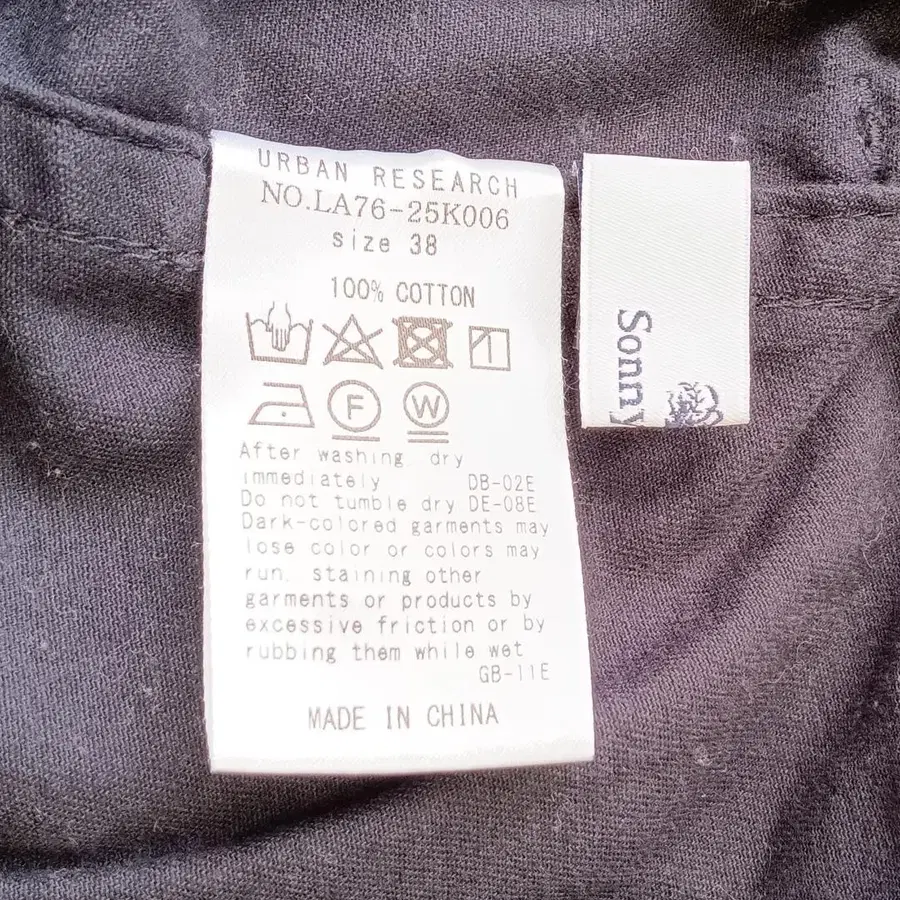 URBAN RESEARCH
NO.LA76-25K006
size 38
100% COTTON
F W
After washing, dry
immediately DB-02E
Do not tumble dry DE-08E
Dark-colored garments may
lose color or colors may
run, staining other
garments or products by
excessive friction or by
rubbing them while wet
GB-11E
MADE IN CHINA
Sonny